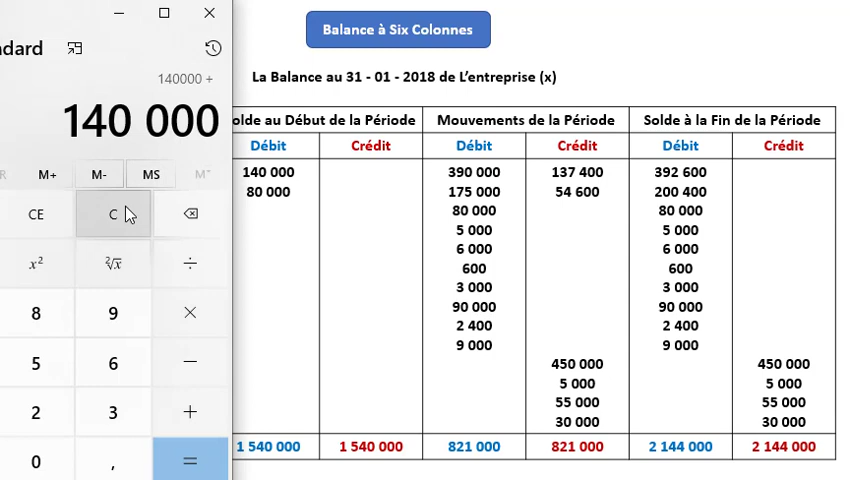 Balance à Six Colonnes
La Balance au 31 - 01 - 2018 de L'entreprise (x)
140000 +
140 000
M+ M- MS
CE C
8 9 ×
5 6 −
2 3 +
0 , =
de la Période Mouvements de la Période Solde à la Fin de la Période
Débit Crédit Débit Crédit Débit Crédit
140 000 390 000 137 400 392 600
80 000 175 000 54 600 200 400
80 000 80 000
5 000 5 000
6 000 6 000
600 600
3 000 3 000
90 000 90 000
2 400 2 400
9 000 9 000
450 000 450 000
5 000 5 000
55 000 55 000
30 000 30 000
1 540 000 1 540 000 821 000 821 000 2 144 000 2 144 000